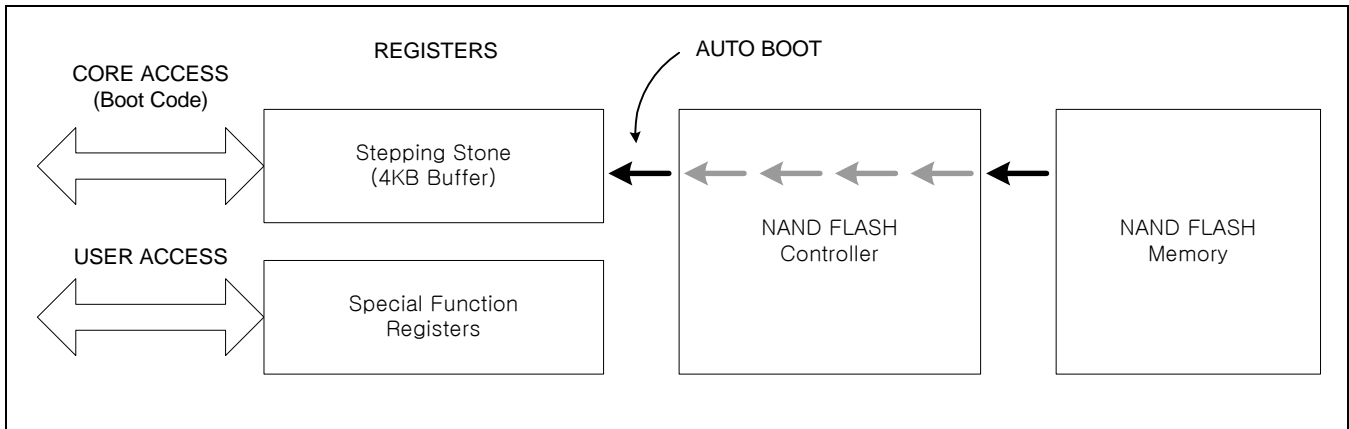 REGISTERS
AUTO BOOT
CORE ACCESS
(Boot Code)
Stepping Stone
(4KB Buffer)
NAND FLASH
Controller
NAND FLASH
Memory
USER ACCESS
Special Function
Registers